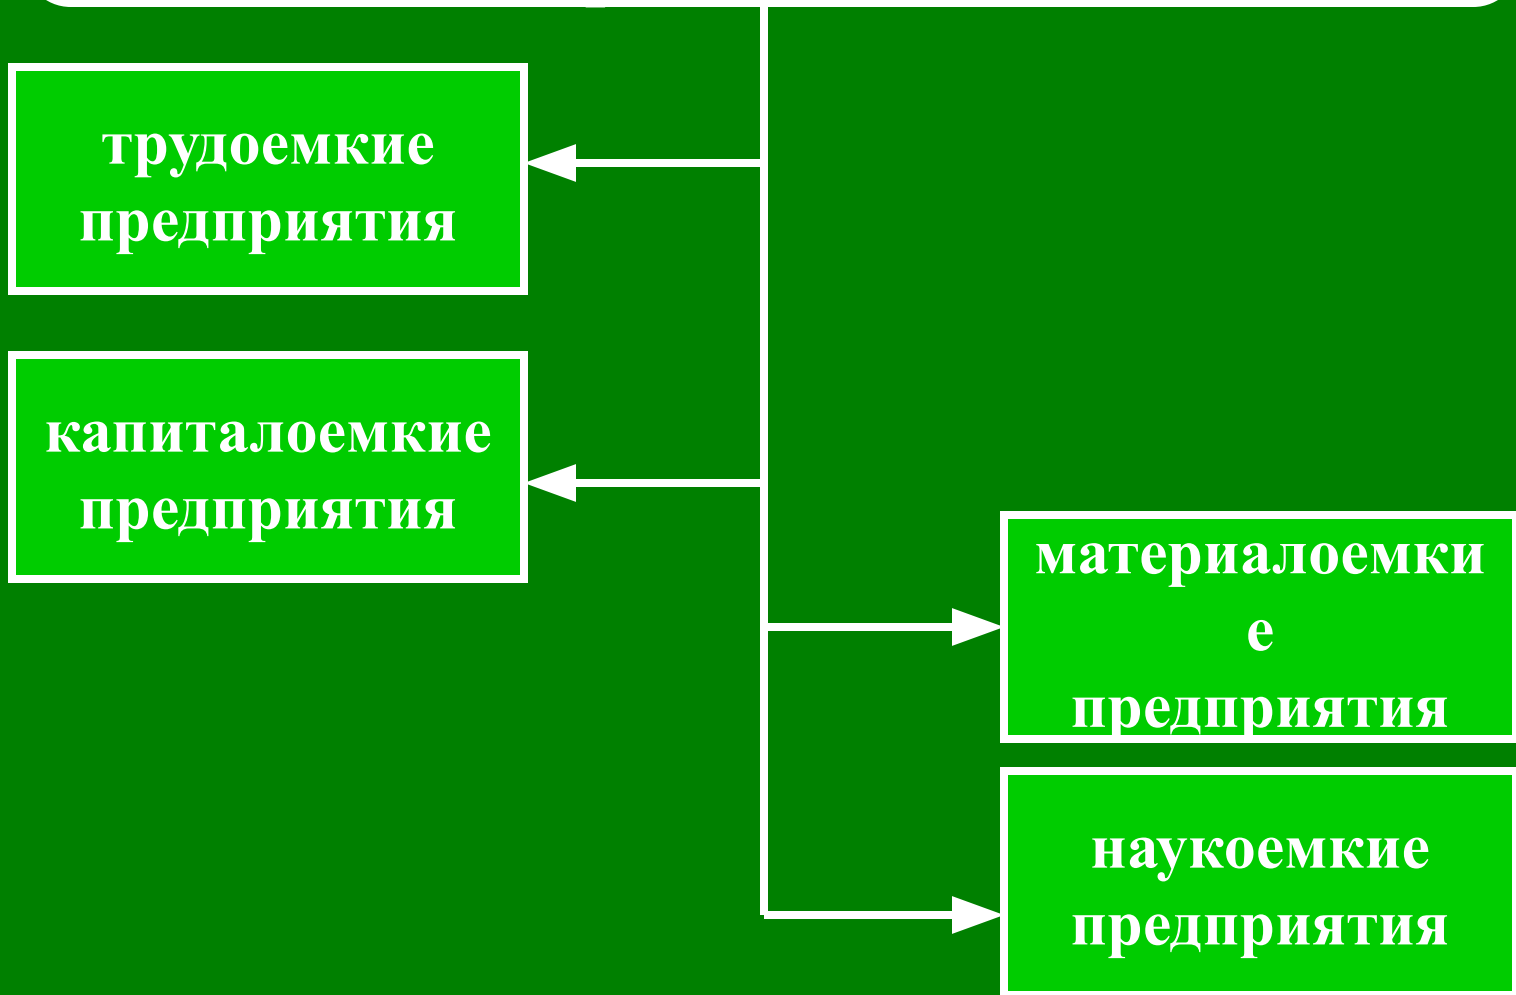 трудоемкие
предприятия
капиталоемкие
предприятия
материалоемки
е
предприятия
наукоемкие
предприятия